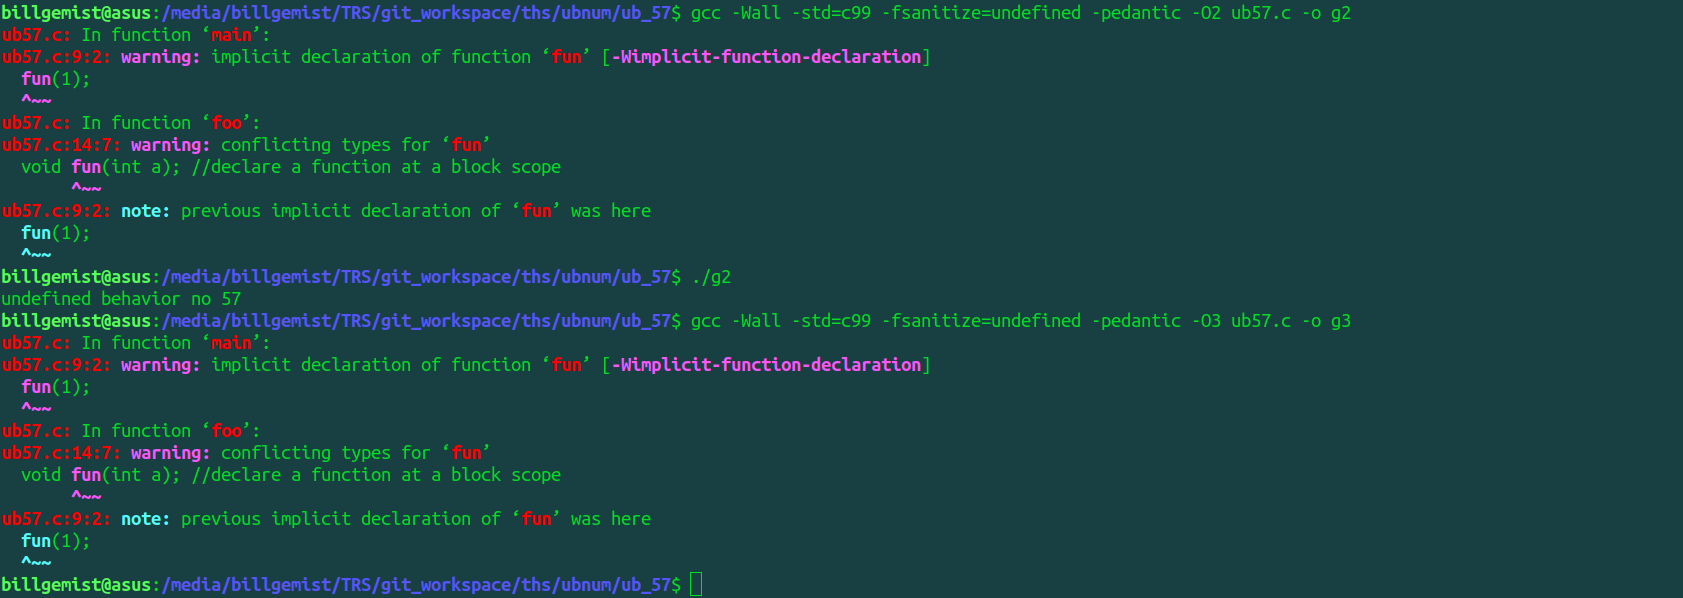 billgemist@asus:/media/billgemist/TRS/git_workspace/ths/ubnum/ub_57$ gcc -Wall -std=c99 -fsanitize=undefined -pedantic -O2 ub57.c -o g2
ub57.c: In function ‘main’:
ub57.c:9:2: warning: implicit declaration of function ‘fun’ [-Wimplicit-function-declaration]
  fun(1);
  ^~~
ub57.c: In function ‘foo’:
ub57.c:14:7: warning: conflicting types for ‘fun’
  void fun(int a); //declare a function at a block scope
       ^~~
ub57.c:9:2: note: previous implicit declaration of ‘fun’ was here
  fun(1);
  ^~~
billgemist@asus:/media/billgemist/TRS/git_workspace/ths/ubnum/ub_57$ ./g2
undefined behavior no 57
billgemist@asus:/media/billgemist/TRS/git_workspace/ths/ubnum/ub_57$ gcc -Wall -std=c99 -fsanitize=undefined -pedantic -O3 ub57.c -o g3
ub57.c: In function ‘main’:
ub57.c:9:2: warning: implicit declaration of function ‘fun’ [-Wimplicit-function-declaration]
  fun(1);
  ^~~
ub57.c: In function ‘foo’:
ub57.c:14:7: warning: conflicting types for ‘fun’
  void fun(int a); //declare a function at a block scope
       ^~~
ub57.c:9:2: note: previous implicit declaration of ‘fun’ was here
  fun(1);
  ^~~
billgemist@asus:/media/billgemist/TRS/git_workspace/ths/ubnum/ub_57$